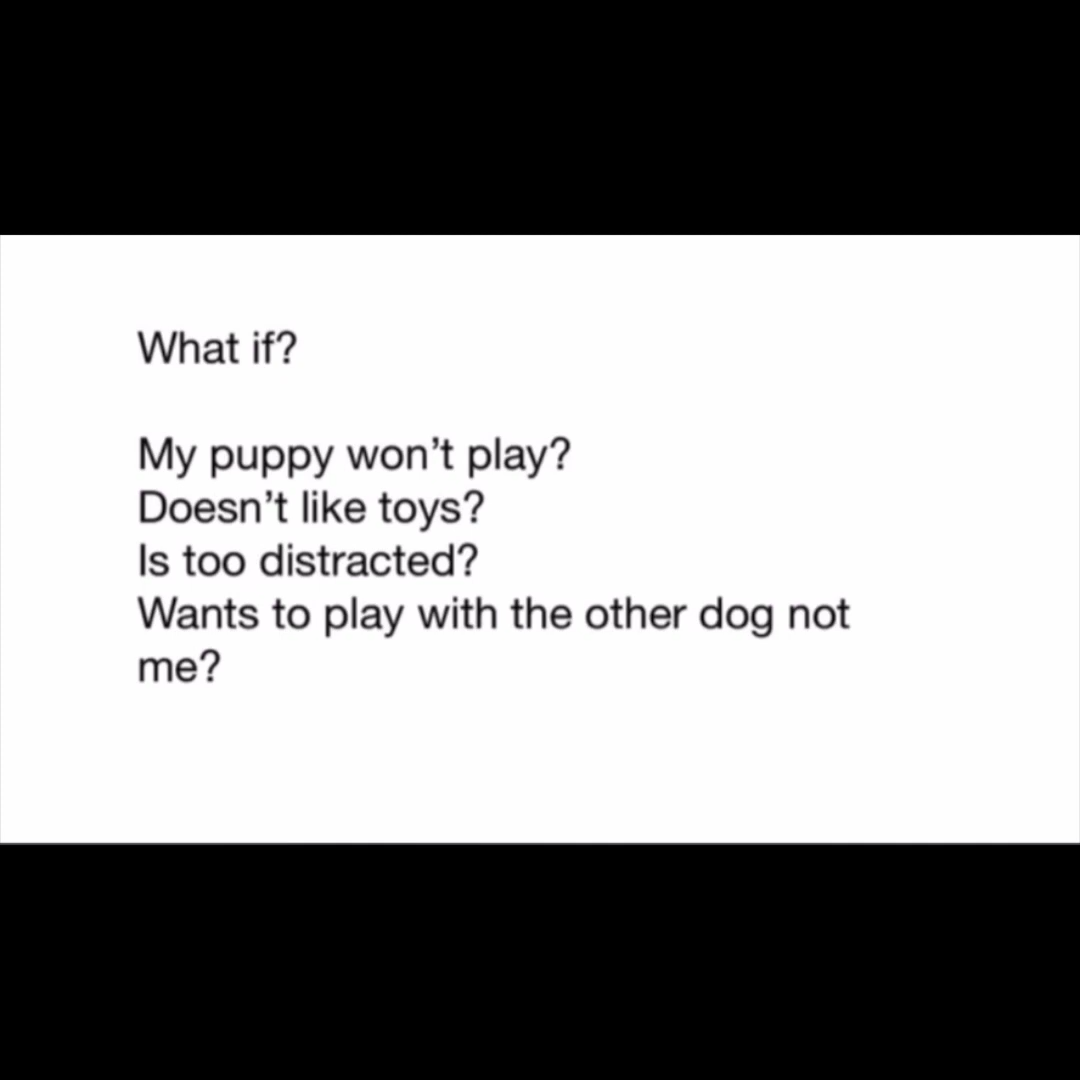 What if?
My puppy won’t play?
Doesn’t like toys?
Is too distracted?
Wants to play with the other dog not
me?